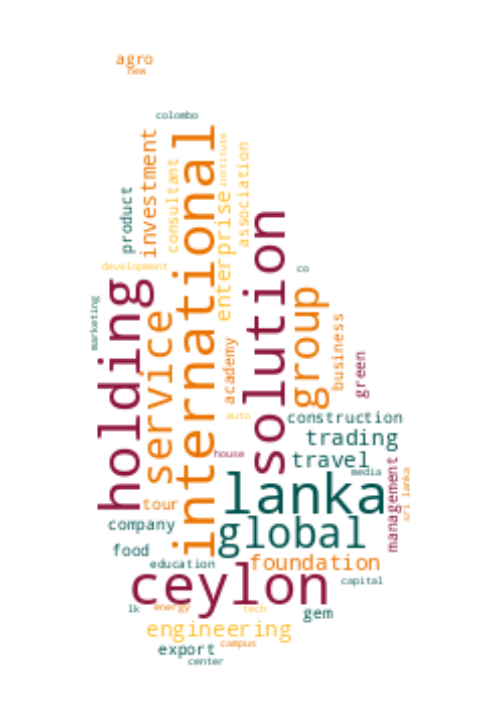 agro
new
colombo
international
investment
institute
association
consultant
product
enterprise
solution
development
co
holding
group
marketing
service
business
academy
green
auto
construction
trading
house
travel
management
media
sri lanka
lanka
tour
global
company
food
foundation
education
ceylon
capital
lk
energy
tech
gem
engineering
campus
export
center